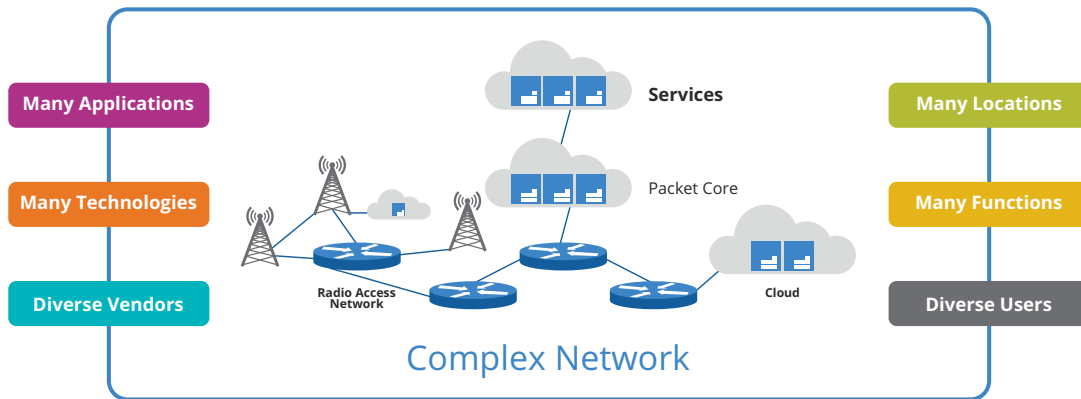 Many Applications
Many Technologies
Diverse Vendors
Services
Packet Core
Radio Access
Network
Cloud
Many Locations
Many Functions
Diverse Users
Complex Network